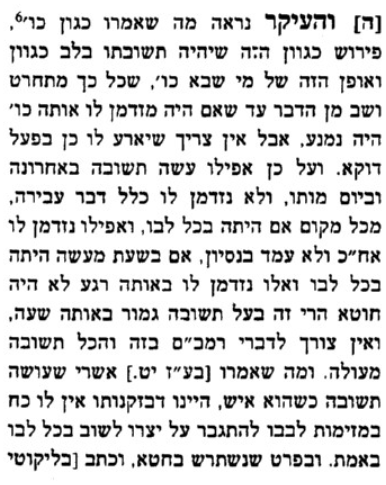 [ה] והעיקר נראה מה שאמרו כגון כו'⁶,
פירוש כגוון הזה שיהיה תשובתו בלב כגוון
ואופן הזה של מי שבא כו', שכל כך מתחרט
ושב מן הדבר עד שאם היה מזדמן לו אותה כו'
היה נמנע, אבל אין צריך שיארע לו כן בפעל
דוקא. ועל כן אפילו עשה תשובה באחרונה
וביום מותו, ולא נזדמן לו כלל דבר עבירה,
מכל מקום אם היתה בכל לבו, ואפילו נזדמן לו
אח״כ ולא עמד בנסיון, אם בשעת מעשה היתה
בכל לבו ואלו נזדמן לו באותה רגע לא היה
חוטא הרי זה בעל תשובה גמור באותה שעה,
ואין צורך לדברי רמב״ם בזה והכל תשובה
מעולה. ומה שאמרו [בע״ז יט.] אשרי שעושה
תשובה כשהוא איש, היינו דבזקנותו אין לו כח
במזימות לבבו להתגבר על יצרו לשוב בכל לבו
באמת. ובפרט שנשתרש בחטא, וכתב [בליקוטי